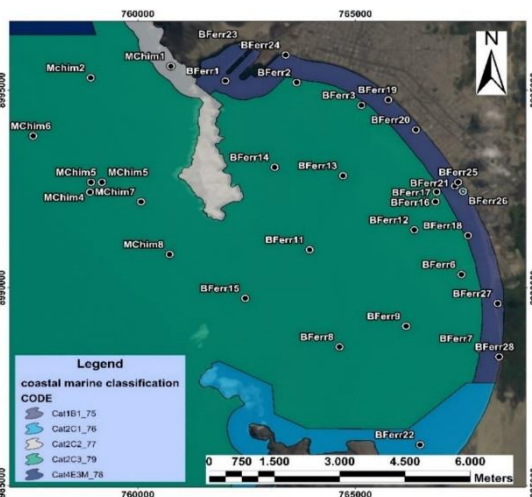 760000 765000
BFerr23
BFerr24
N
MChim1
MChim2
BFerr1
BFerr2
8995000
BFerr3
BFerr19
BFerr20
MChim6
BFerr14
BFerr13
MChim5
MChim5
BFerr25
BFerr21
MChim4
MChim7
BFerr17
BFerr16
BFerr26
BFerr12
BFerr18
BFerr11
MChim8
BFerr6
8990000
BFerr15
BFerr27
BFerr9
BFerr8
BFerr7
BFerr28
Legend
coastal marine classification
CODE
Cat1B1_75
Cat2C1_76
Cat2C2_77
Cat2C3_79
Cat4E3M_78
BFerr22
0 750 1.500 3.000 4.500 6.000
Meters
760000 765000